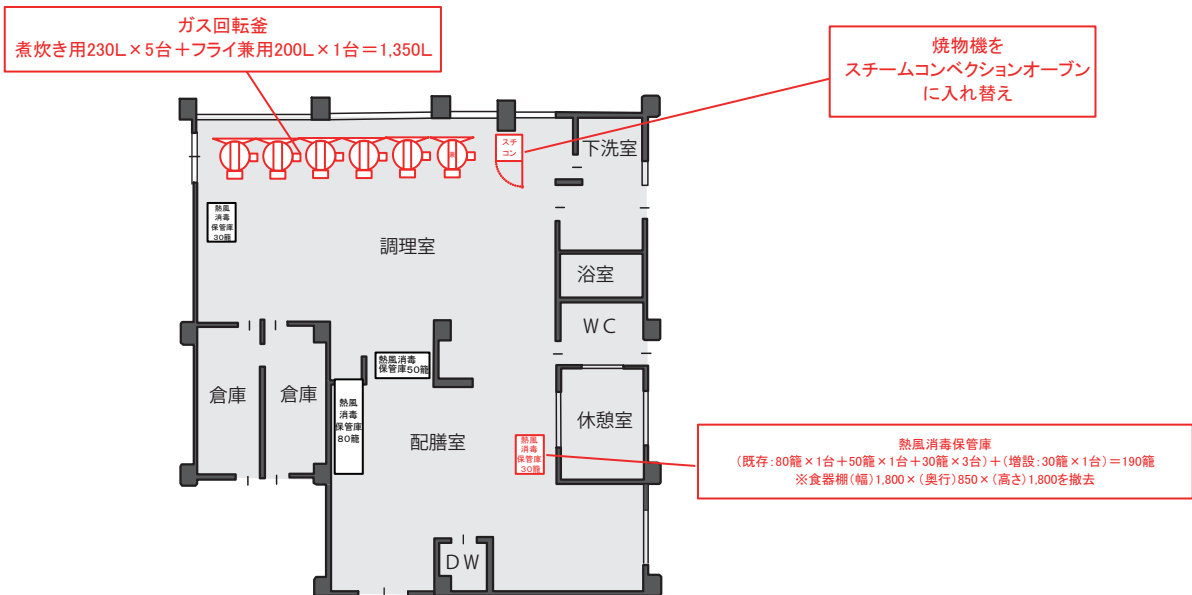 ガス回転釜
煮炊き用230L×5台＋フライ兼用200L×1台＝1,350L
焼物機を
スチームコンベクションオーブン
に入れ替え
スチ
コン
下洗室
熱風
消毒
保管庫
30籠
調理室
浴室
WC
熱風消毒
保管庫50籠
倉庫
倉庫
熱風
消毒
保管庫
80籠
配膳室
休憩室
熱風
消毒
保管庫
30籠
熱風消毒保管庫
(既存:80籠×1台＋50籠×1台＋30籠×3台)＋(増設:30籠×1台)＝190籠
※食器棚(幅)1,800×(奥行)850×(高さ)1,800を撤去
DW